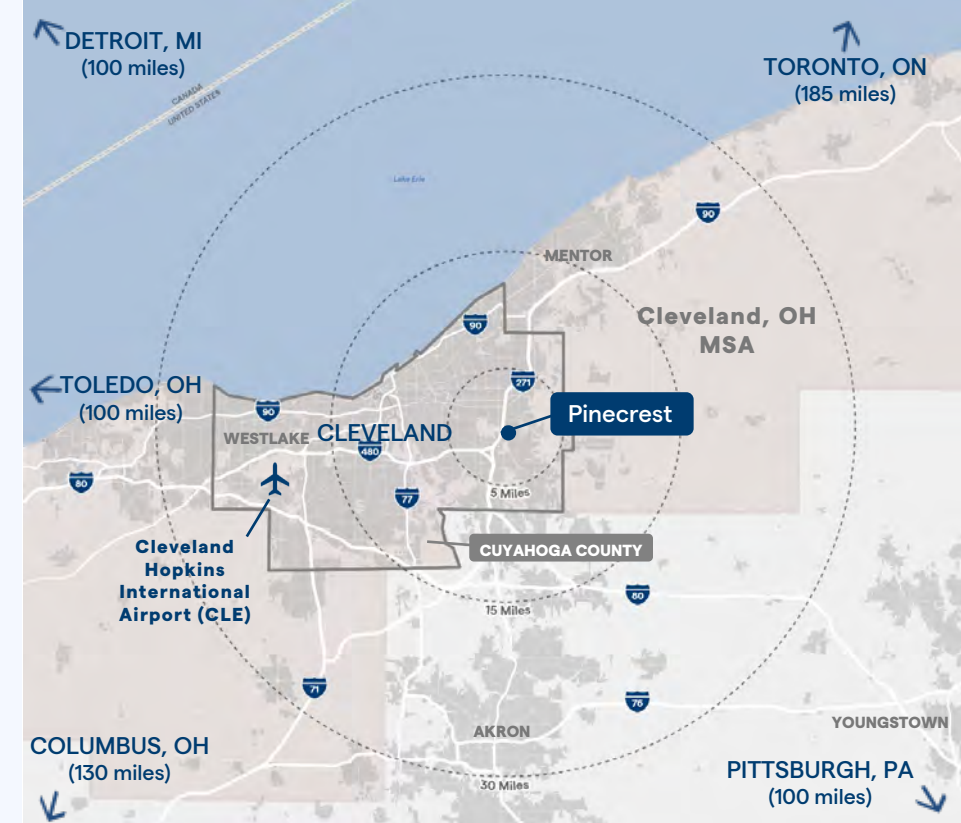 DETROIT, MI
(100 miles)
TORONTO, ON
(185 miles)
CANADA
UNITED STATES
Lake Erie
90
MENTOR
Cleveland, OH
MSA
90
271
TOLEDO, OH
(100 miles)
90
Pinecrest
WESTLAKE
CLEVELAND
480
80
77
5 Miles
Cleveland
Hopkins
International
Airport (CLE)
CUYAHOGA COUNTY
80
15 Miles
71
76
AKRON
YOUNGSTOWN
COLUMBUS, OH
(130 miles)
PITTSBURGH, PA
(100 miles)
30 Miles